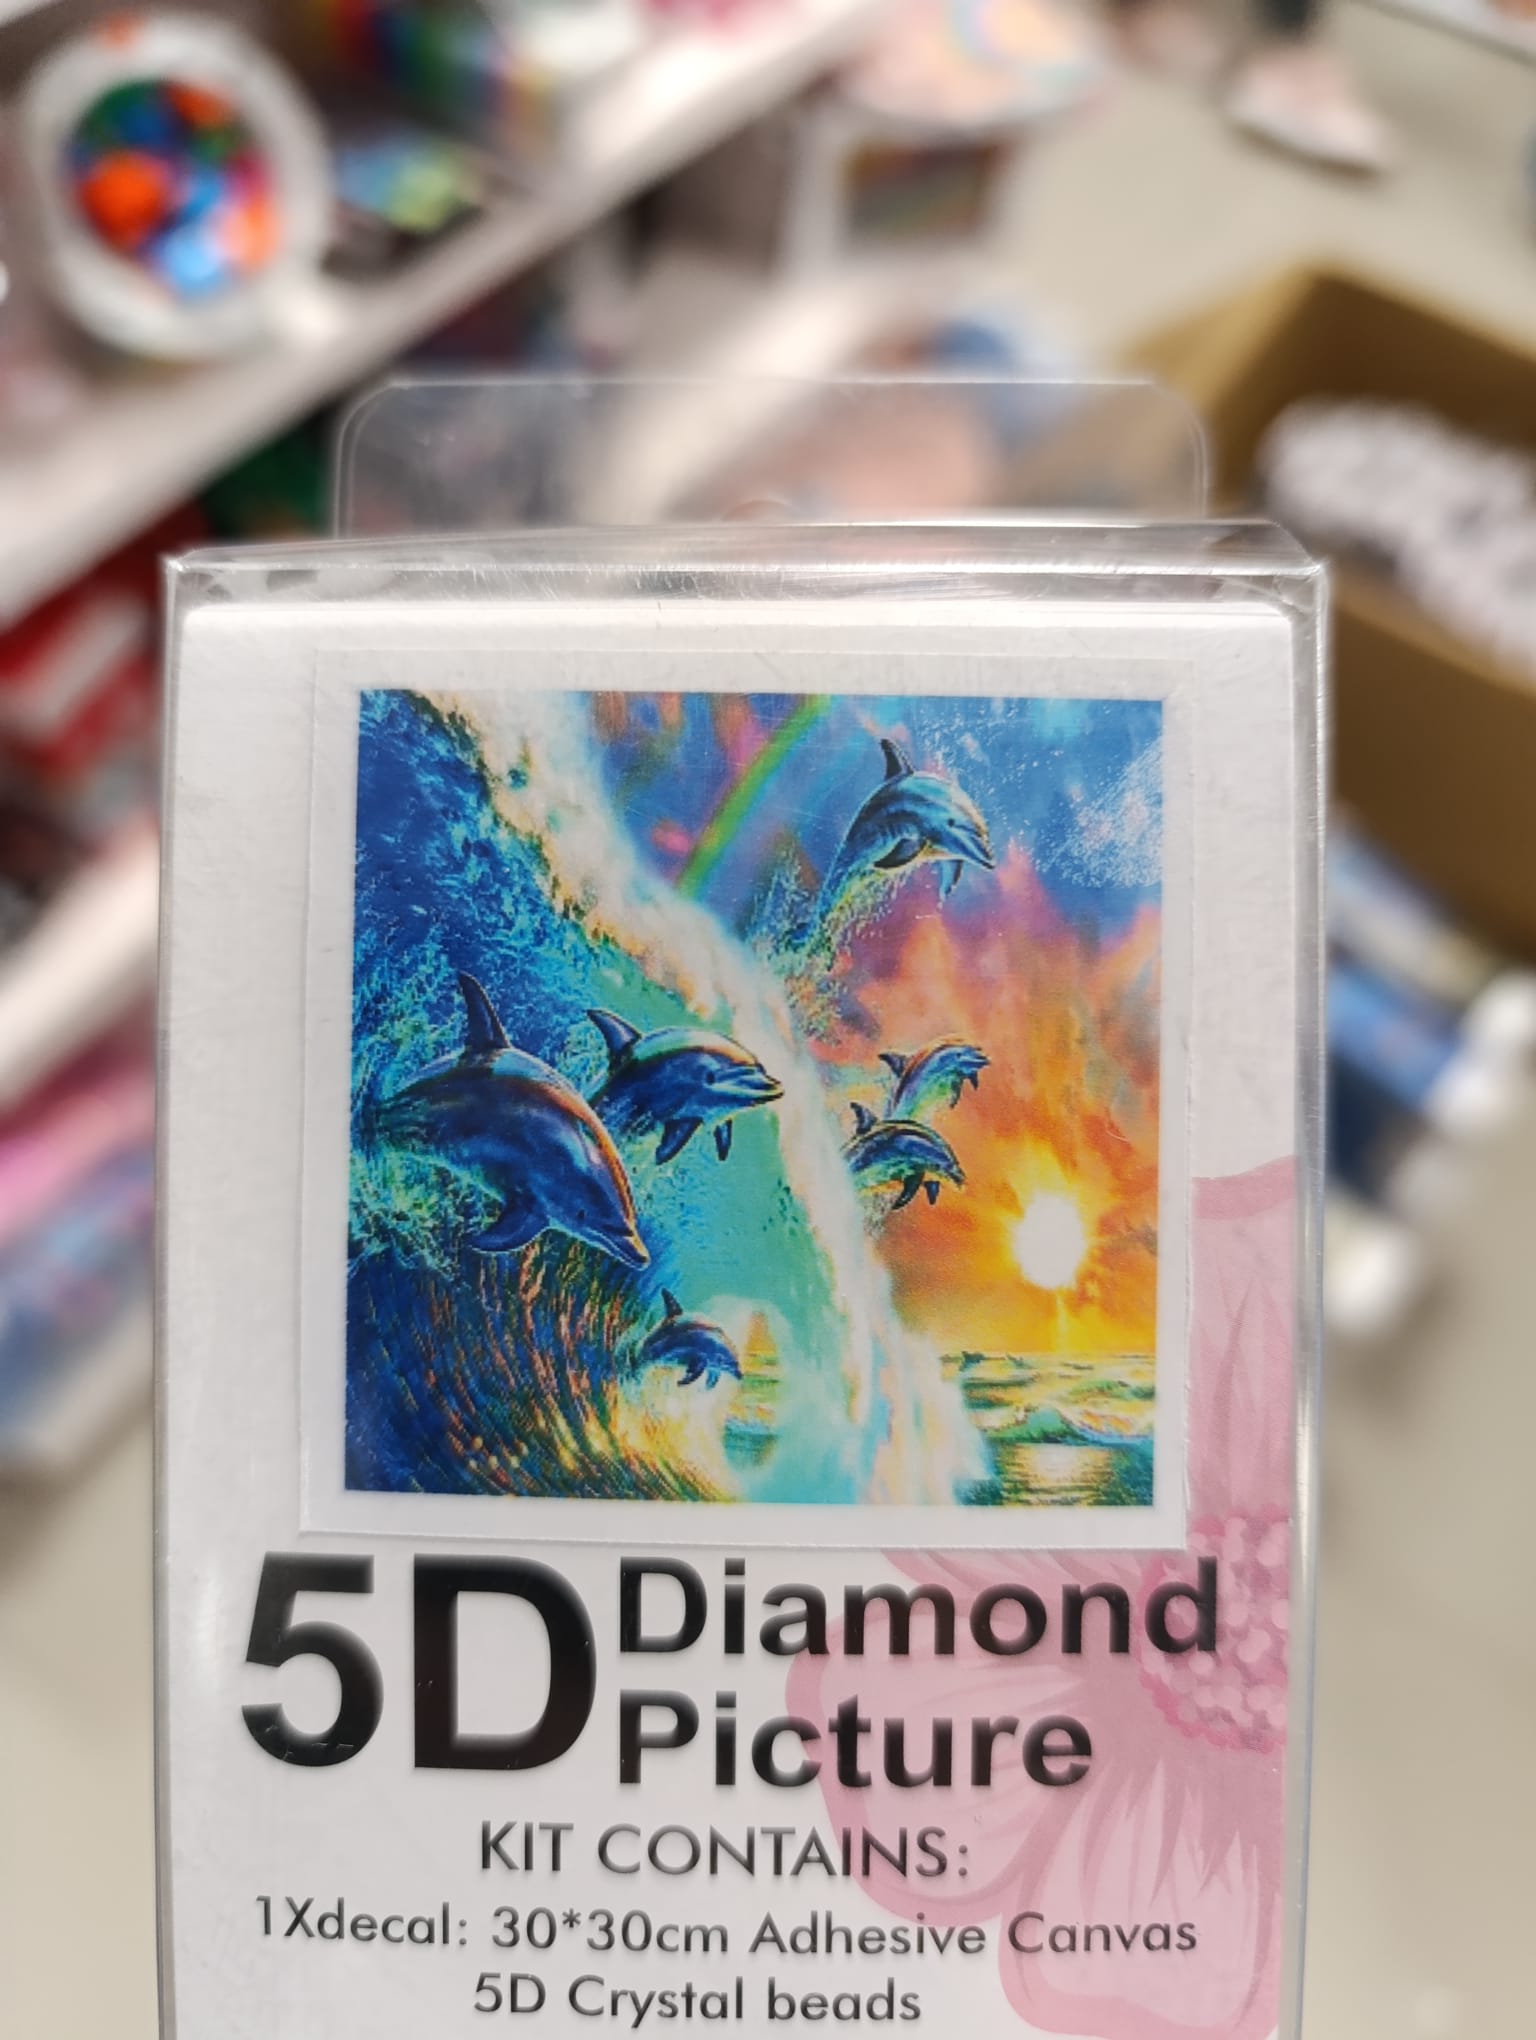 5D Diamond
Picture
KIT CONTAINS:
1Xdecal: 30*30cm Adhesive Canvas
5D Crystal beads